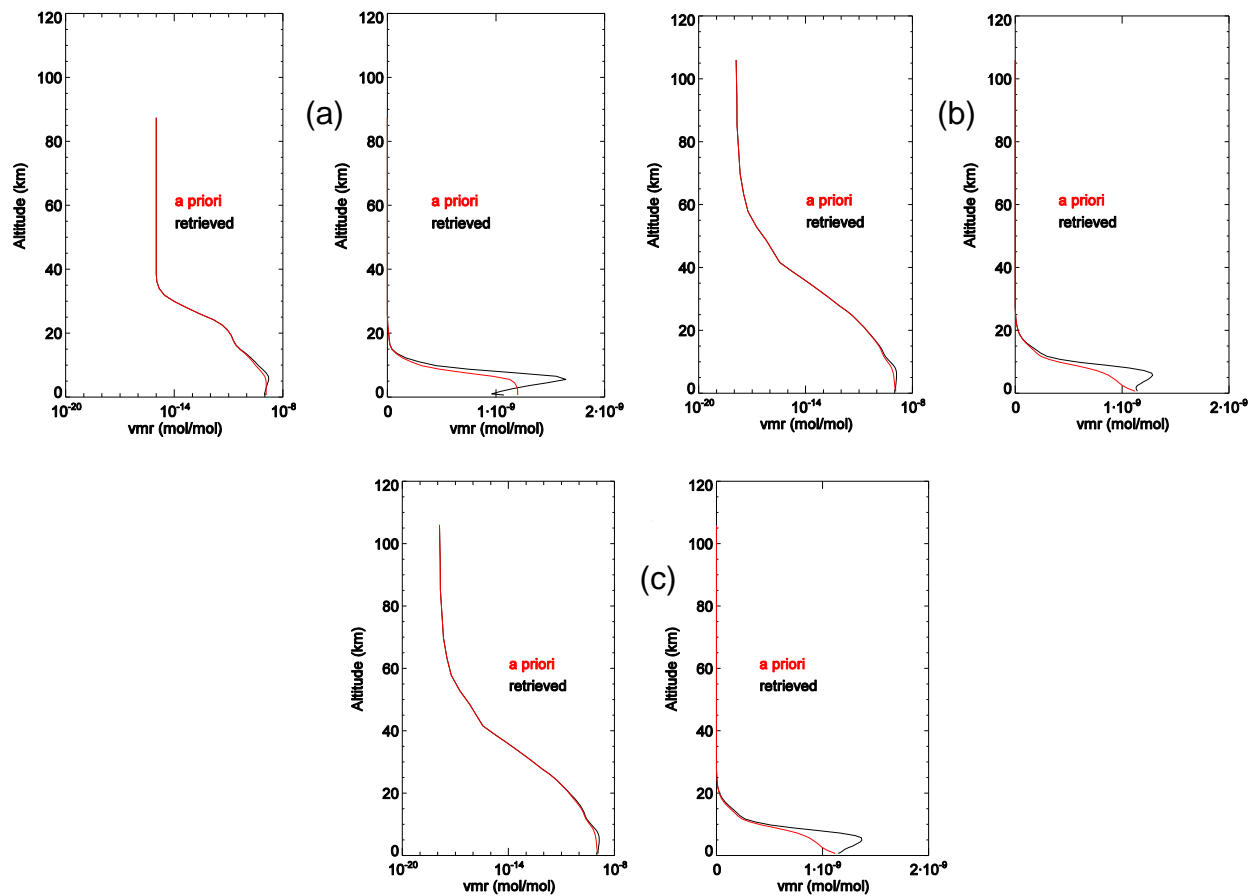 120
100
80
60
40
20
0
Altitude (km)
a priori
retrieved
10⁻²⁰
10⁻¹⁴
10⁻⁸
vmr (mol/mol)
(a)
120
100
80
60
40
20
0
Altitude (km)
a priori
retrieved
0
1·10⁻⁹
2·10⁻⁹
vmr (mol/mol)
120
100
80
60
40
20
0
Altitude (km)
a priori
retrieved
10⁻²⁰
10⁻¹⁴
10⁻⁸
vmr (mol/mol)
(b)
120
100
80
60
40
20
0
Altitude (km)
a priori
retrieved
0
1·10⁻⁹
2·10⁻⁹
vmr (mol/mol)
120
100
80
60
40
20
0
Altitude (km)
a priori
retrieved
10⁻²⁰
10⁻¹⁴
10⁻⁸
vmr (mol/mol)
(c)
120
100
80
60
40
20
0
Altitude (km)
a priori
retrieved
0
1·10⁻⁹
2·10⁻⁹
vmr (mol/mol)